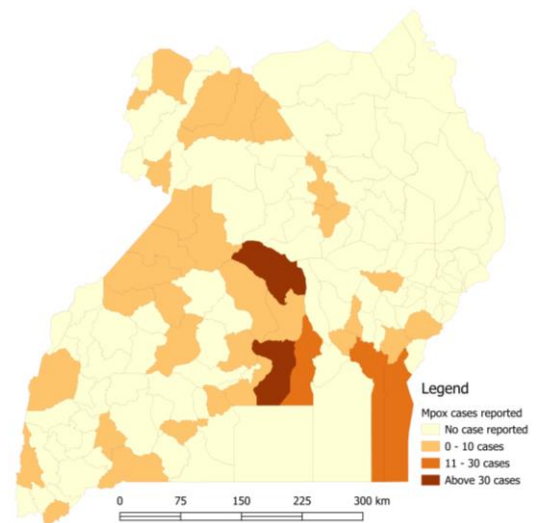 Legend
Mpox cases reported
No case reported
0 - 10 cases
11 - 30 cases
Above 30 cases
0 75 150 225 300 km